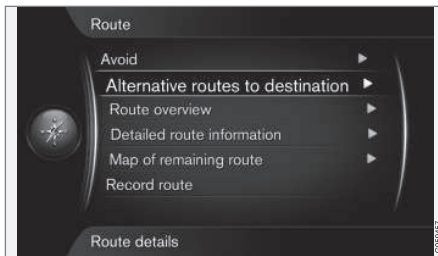 Route
Avoid
Alternative routes to destination
Route overview
Detailed route information
Map of remaining route
Record route
Route details